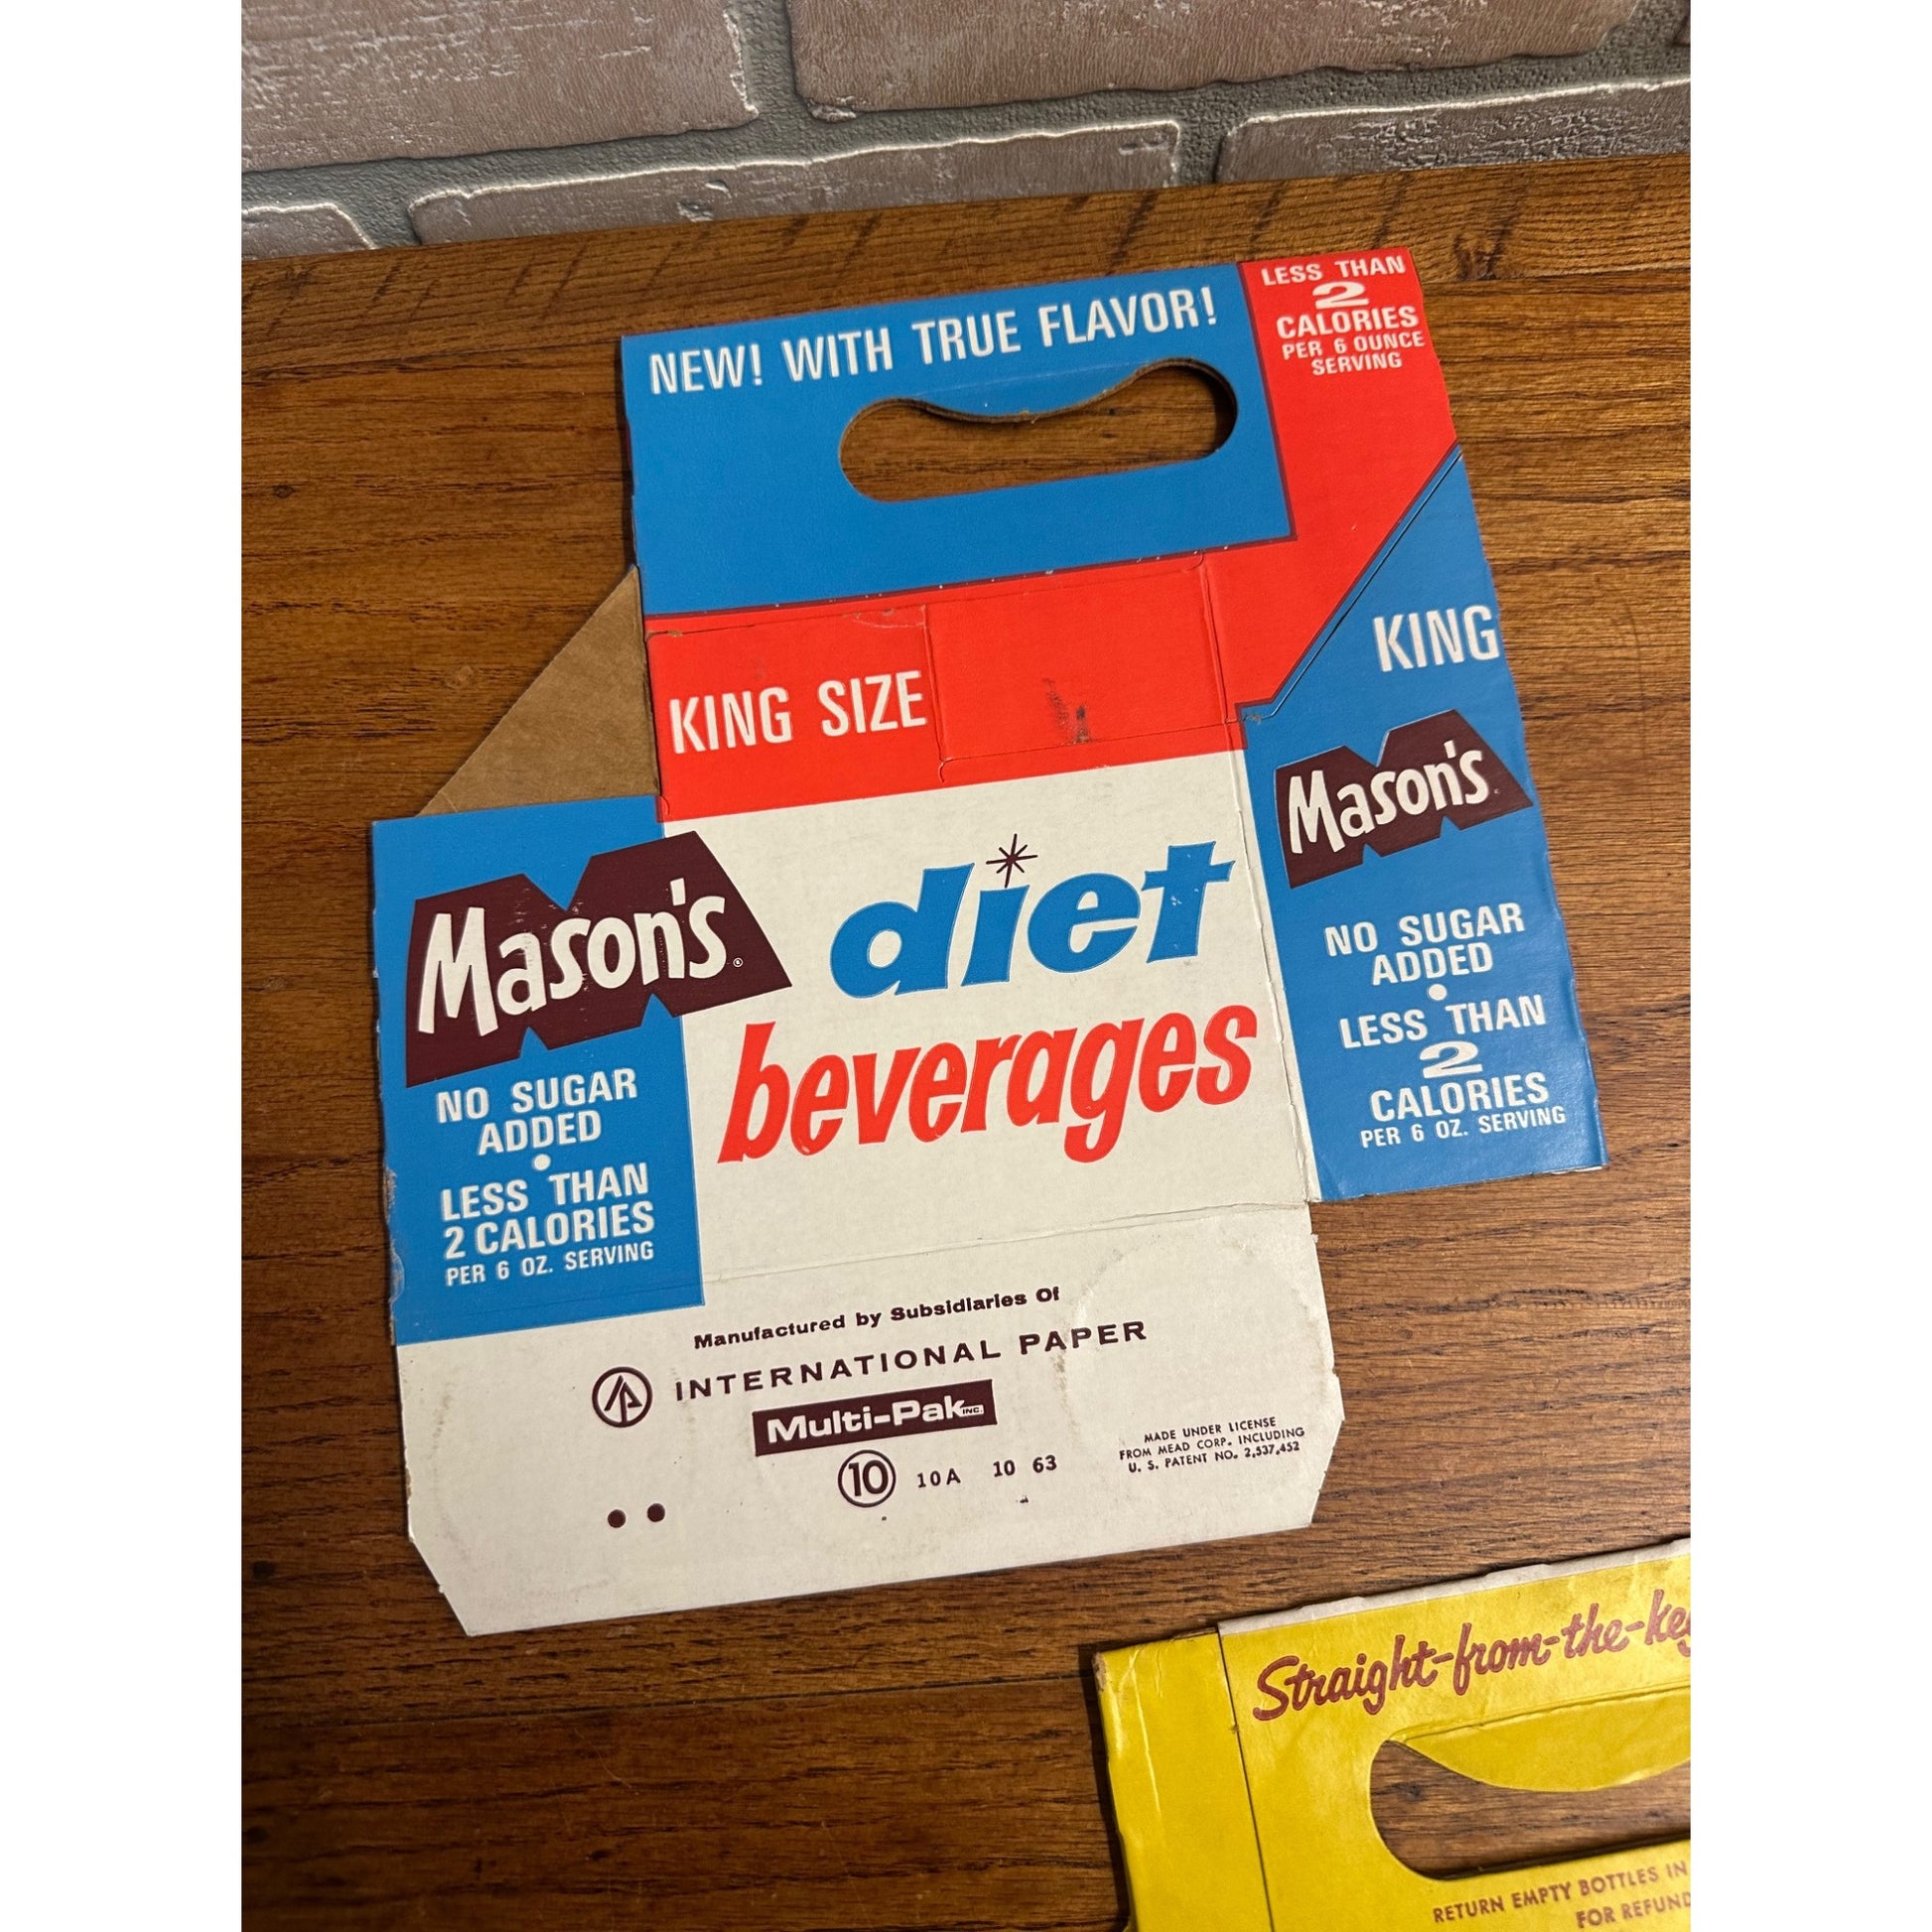 NEW! WITH TRUE FLAVOR!
LESS THAN
2
CALORIES
PER 6 OUNCE
SERVING
KING SIZE
KING
Mason's
diet
beverages
NO SUGAR
ADDED
•
LESS THAN
2 CALORIES
PER 6 OZ. SERVING
Mason's
NO SUGAR
ADDED
•
LESS THAN
2
CALORIES
PER 6 OZ. SERVING
Manufactured by Subsidiaries Of
INTERNATIONAL PAPER
Multi-Pak INC.
10 10A 10 63
MADE UNDER LICENSE
FROM MEAD CORP. INCLUDING
U. S. PATENT NO. 2,537,452
Straight-from-the-ke
RETURN EMPTY BOTTLES IN
FOR REFUND